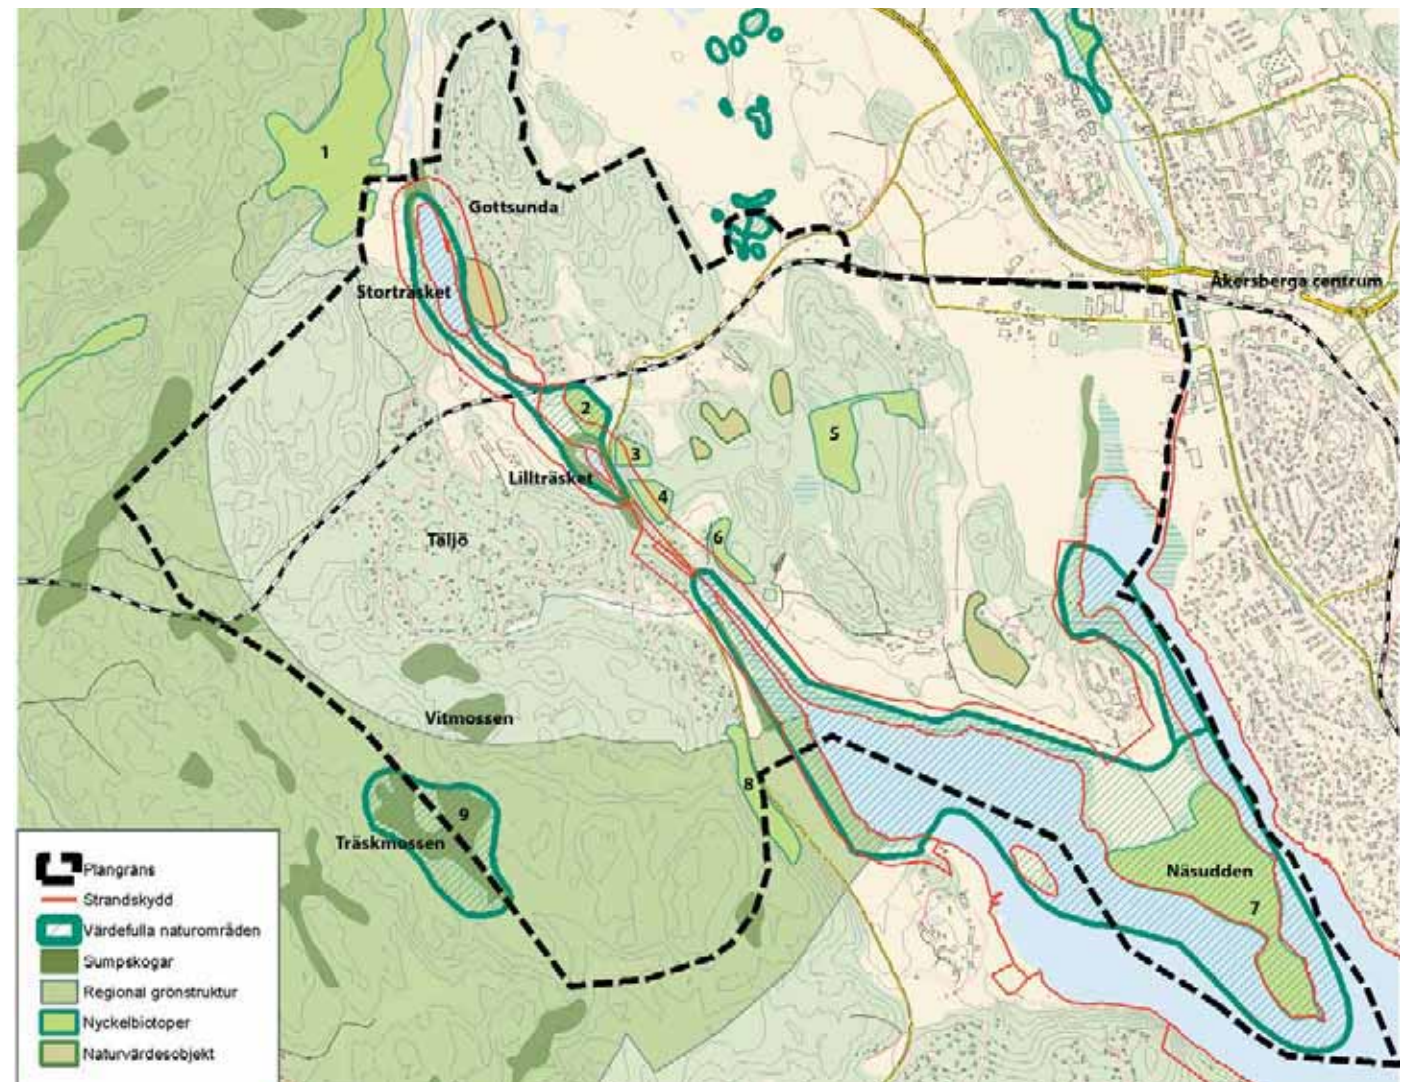 1
Gottsunda
Åkersberga centrum
Stortrasket
2
5
3
Lillträsket
4
6
Täljö
Vitmossen
8
9
Träskmossen
Näsudden
7
Plangräns
Strandskydd
Värdefulla naturområden
Sumpskogar
Regional grönstruktur
Nyckelbiotoper
Naturvärdesobjekt